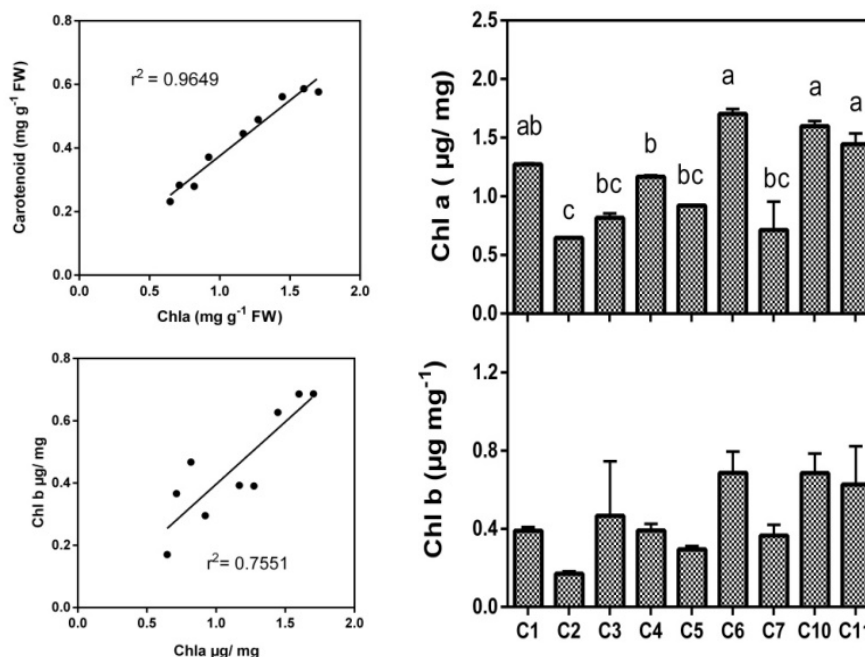 0.8
0.6
0.4
0.2
0.0
Carotenoid (mg g⁻¹ FW)
r² = 0.9649
0.0 0.5 1.0 1.5 2.0
Chla (mg g⁻¹ FW)
2.5
2.0
1.5
1.0
0.5
0.0
Chl a ( µg/ mg)
ab c bc b bc a bc a a
0.8
0.6
0.4
0.2
0.0
Chl b µg/ mg
r²= 0.7551
0.0 0.5 1.0 1.5 2.0
Chla µg/ mg
1.2
0.8
0.4
0.0
Chl b (µg mg⁻¹)
C1 C2 C3 C4 C5 C6 C7 C10 C11